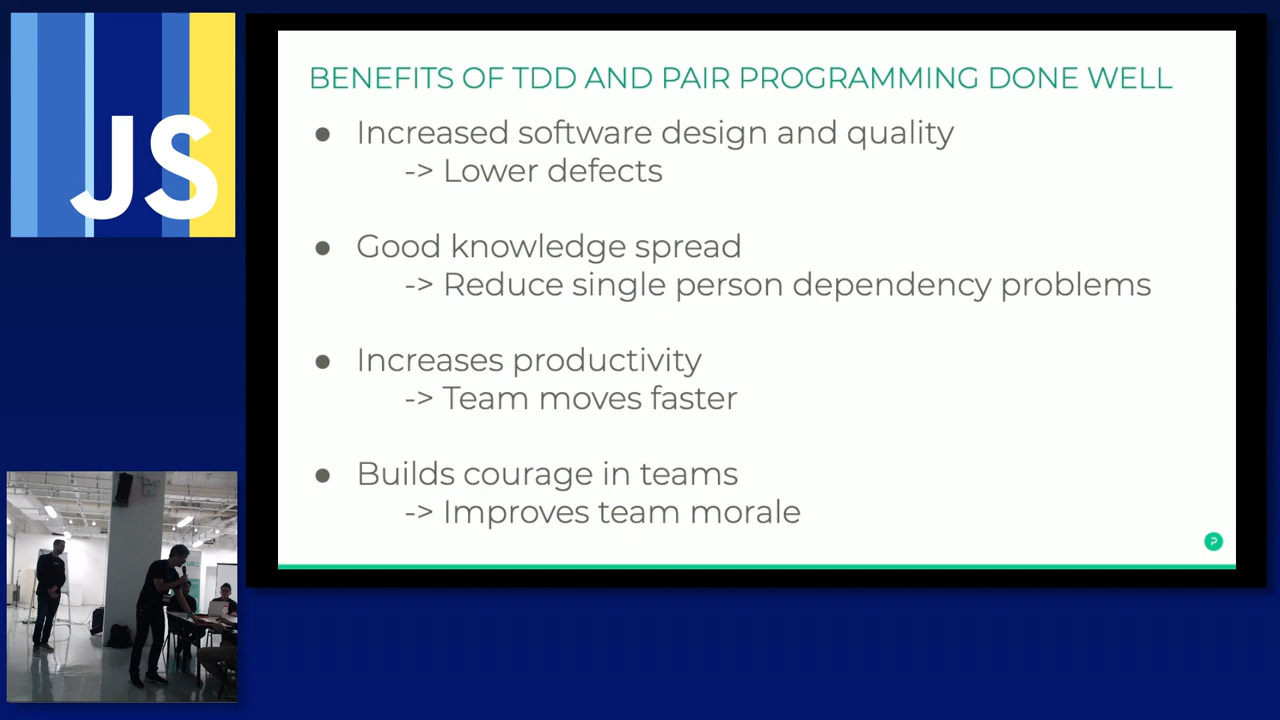 JS
BENEFITS OF TDD AND PAIR PROGRAMMING DONE WELL
● Increased software design and quality
-> Lower defects
● Good knowledge spread
-> Reduce single person dependency problems
● Increases productivity
-> Team moves faster
● Builds courage in teams
-> Improves team morale